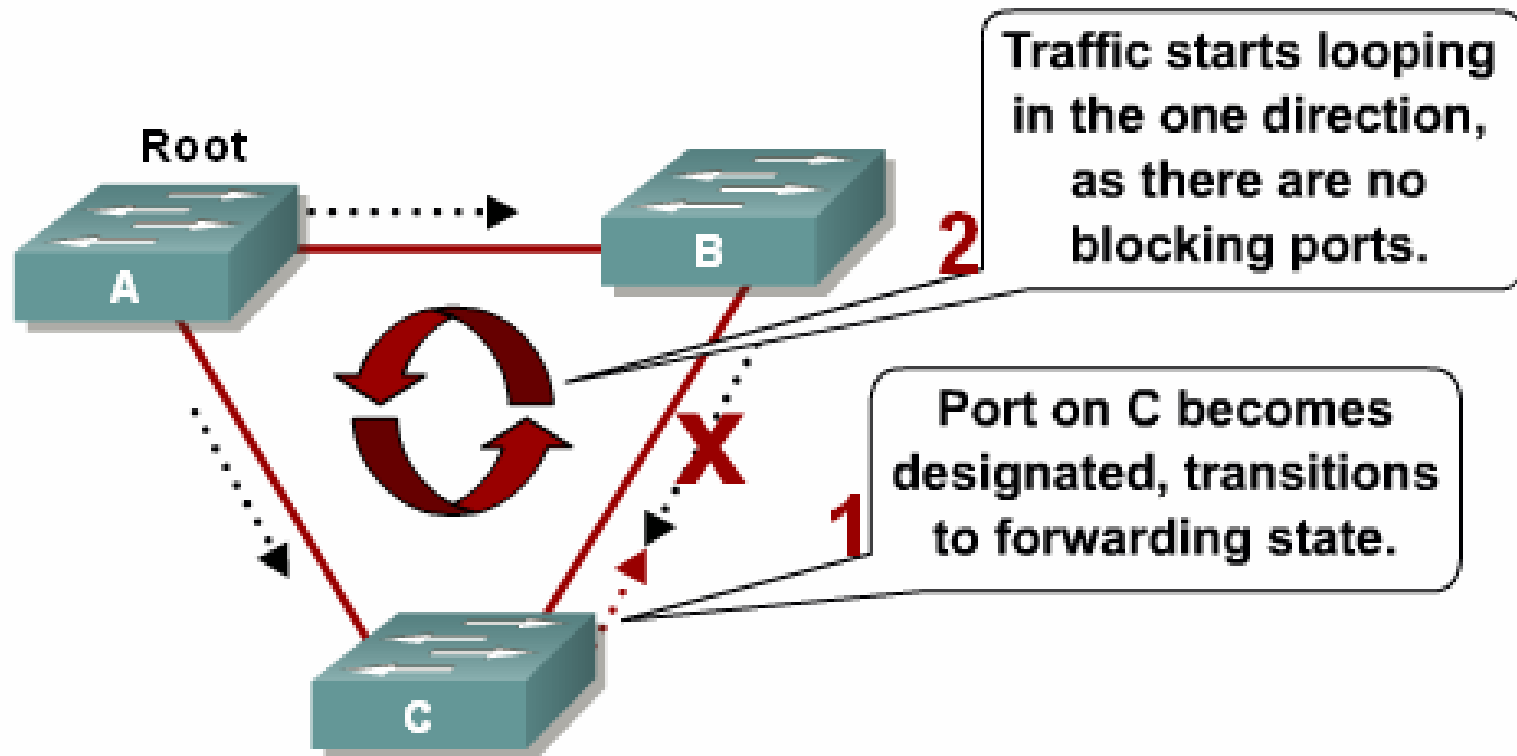 Root
A
B
2
Traffic starts looping
in the one direction,
as there are no
blocking ports.
X
1
Port on C becomes
designated, transitions
to forwarding state.
C